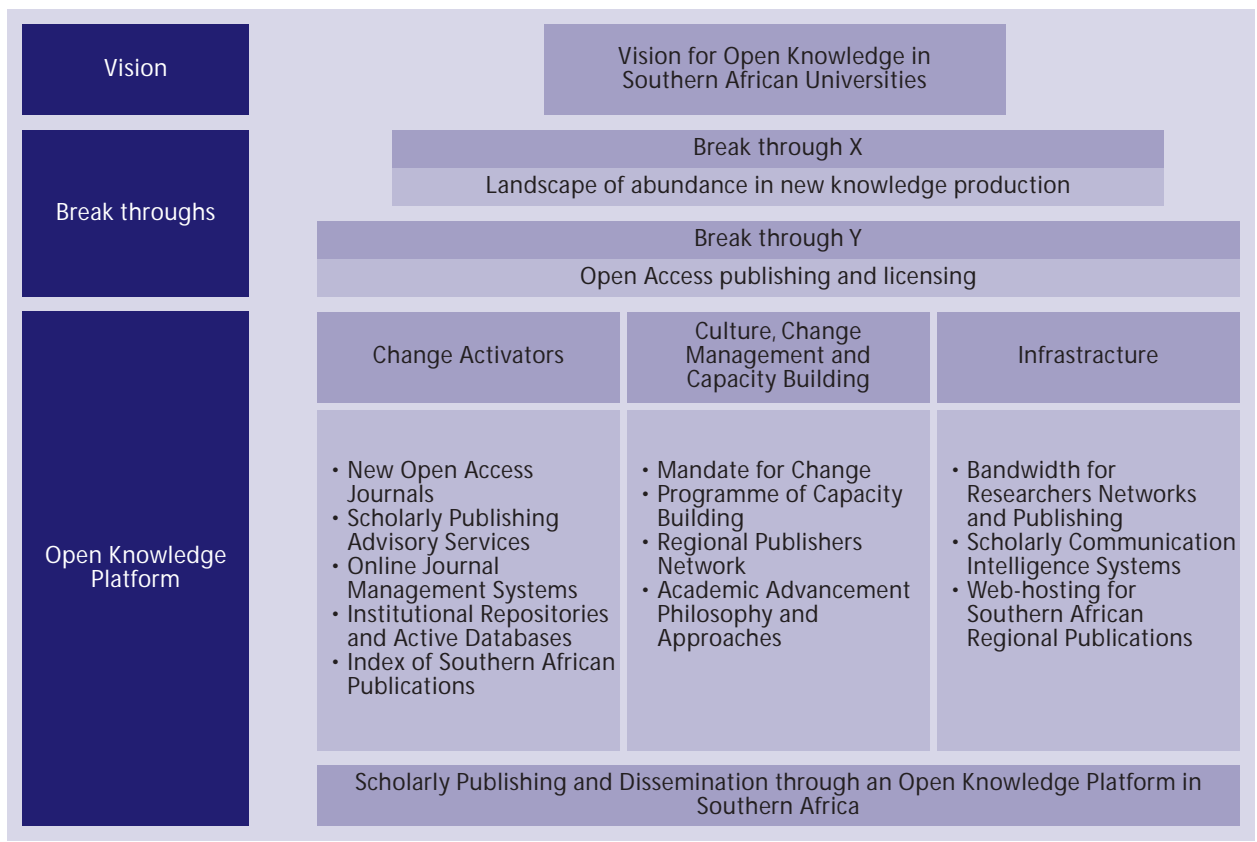 Vision
Vision for Open Knowledge in
Southern African Universities
Break throughs
Break through X
Landscape of abundance in new knowledge production
Break through Y
Open Access publishing and licensing
Open Knowledge
Platform
Change Activators
Culture, Change
Management and
Capacity Building
Infrastracture
• New Open Access
Journals
• Scholarly Publishing
Advisory Services
• Online Journal
Management Systems
• Institutional Repositories
and Active Databases
• Index of Southern African
Publications
• Mandate for Change
• Programme of Capacity
Building
• Regional Publishers
Network
• Academic Advancement
Philosophy and
Approaches
• Bandwidth for
Researchers Networks
and Publishing
• Scholarly Communication
Intelligence Systems
• Web-hosting for
Southern African
Regional Publications
Scholarly Publishing and Dissemination through an Open Knowledge Platform in
Southern Africa